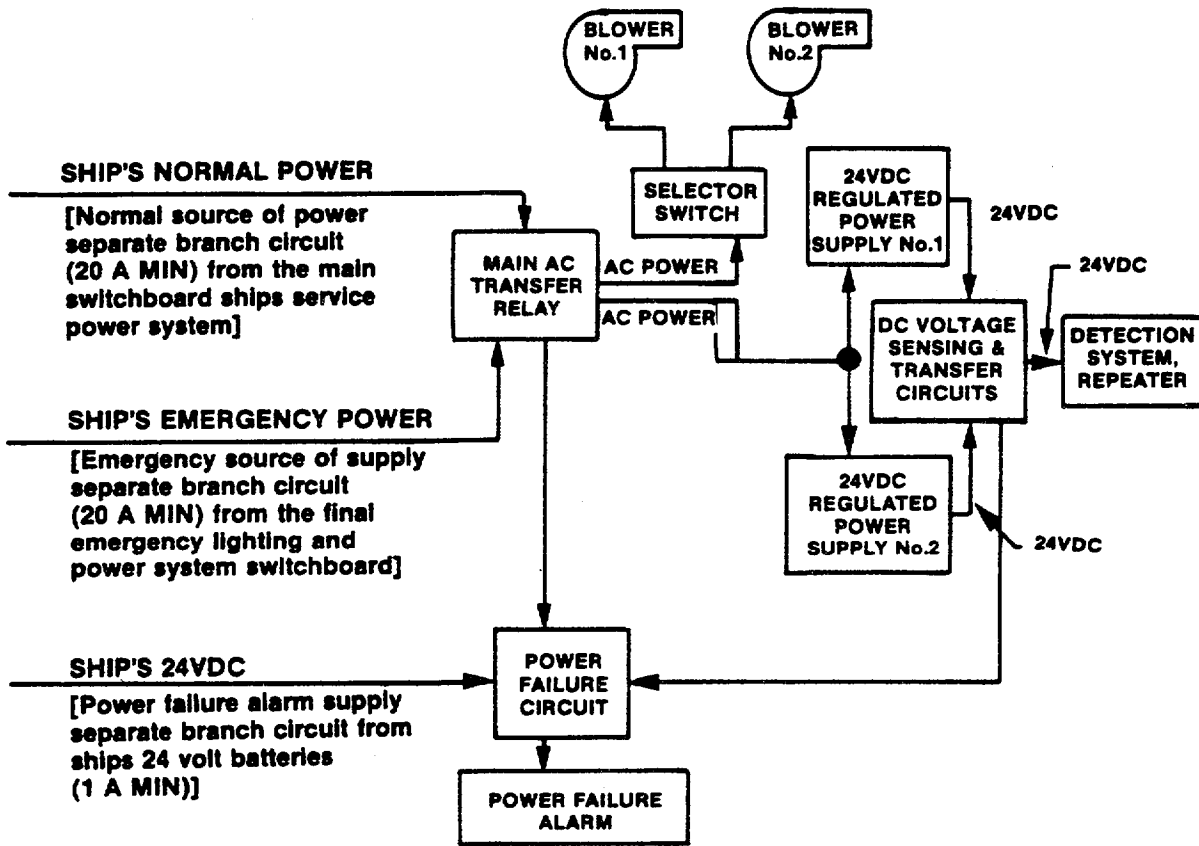 BLOWER
No.1
BLOWER
No.2
SHIP'S NORMAL POWER
[Normal source of power
separate branch circuit
(20 A MIN) from the main
switchboard ships service
power system]
SELECTOR
SWITCH
24VDC
REGULATED
POWER
SUPPLY No.1
24VDC
MAIN AC
TRANSFER
RELAY
AC POWER
AC POWER
24VDC
DC VOLTAGE
SENSING &
TRANSFER
CIRCUITS
DETECTION
SYSTEM,
REPEATER
SHIP'S EMERGENCY POWER
[Emergency source of supply
separate branch circuit
(20 A MIN) from the final
emergency lighting and
power system switchboard]
24VDC
REGULATED
POWER
SUPPLY No.2
24VDC
SHIP'S 24VDC
[Power failure alarm supply
separate branch circuit from
ships 24 volt batteries
(1 A MIN)]
POWER
FAILURE
CIRCUIT
POWER FAILURE
ALARM